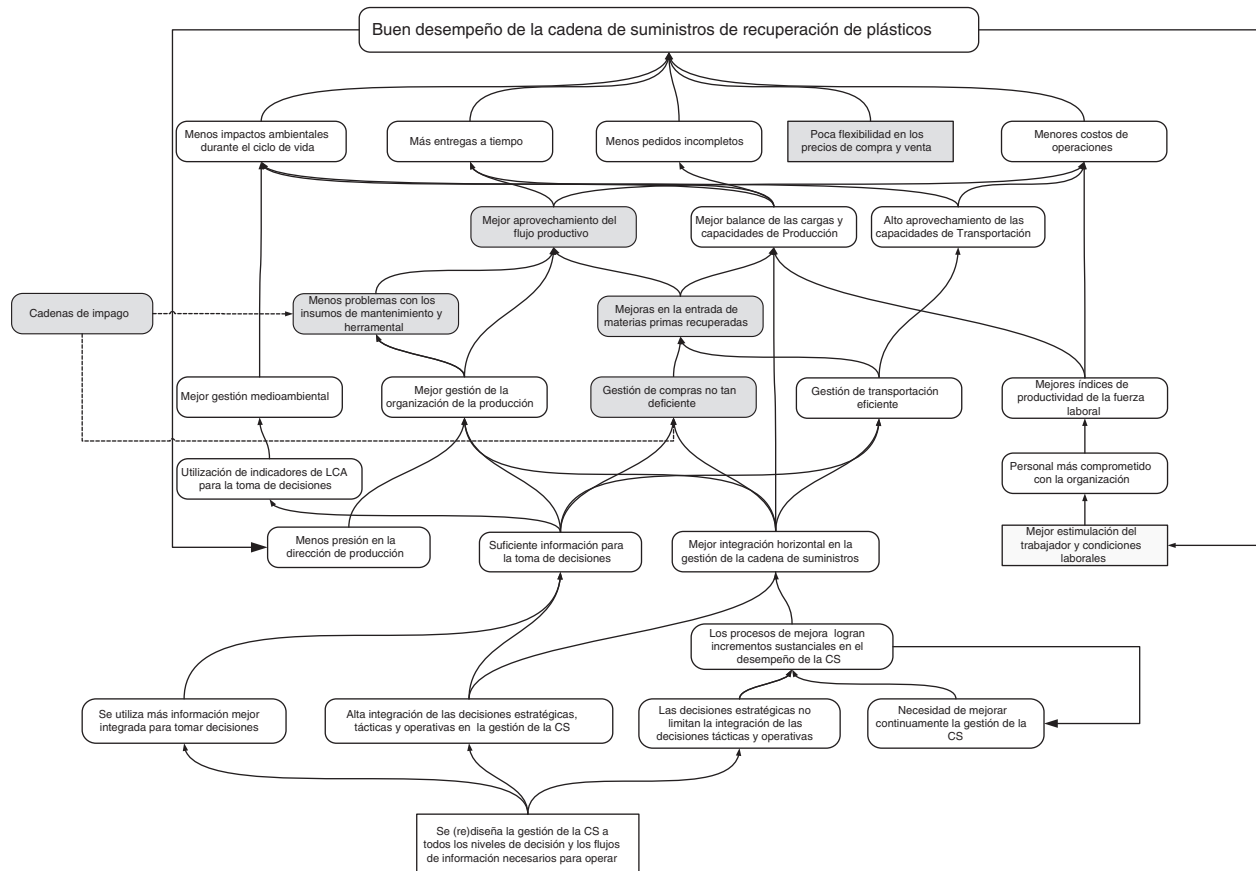 Buen desempeño de la cadena de suministros de recuperación de plásticos
Menos impactos ambientales
durante el ciclo de vida
Más entregas a tiempo
Menos pedidos incompletos
Poca flexibilidad en los
precios de compra y venta
Menores costos de
operaciones
Mejor aprovechamiento del
flujo productivo
Mejor balance de las cargas y
capacidades de Producción
Alto aprovechamiento de las
capacidades de Transportación
Cadenas de impago
Menos problemas con los
insumos de mantenimiento y
herramental
Mejoras en la entrada de
materias primas recuperadas
Mejor gestión medioambiental
Mejor gestión de la
organización de la producción
Gestión de compras no tan
deficiente
Gestión de transportación
eficiente
Mejores índices de
productividad de la fuerza
laboral
Utilización de indicadores de LCA
para la toma de decisiones
Personal más comprometido
con la organización
Menos presión en la
dirección de producción
Suficiente información para
la toma de decisiones
Mejor integración horizontal en la
gestión de la cadena de suministros
Mejor estimulación del
trabajador y condiciones
laborales
Los procesos de mejora logran
incrementos sustanciales en el
desempeño de la CS
Se utiliza más información mejor
integrada para tomar decisiones
Alta integración de las decisiones estratégicas,
tácticas y operativas en la gestión de la CS
Las decisiones estratégicas no
limitan la integración de las
decisiones tácticas y operativas
Necesidad de mejorar
continuamente la gestión de la
CS
Se (re)diseña la gestión de la CS a
todos los niveles de decisión y los flujos
de información necesarios para operar